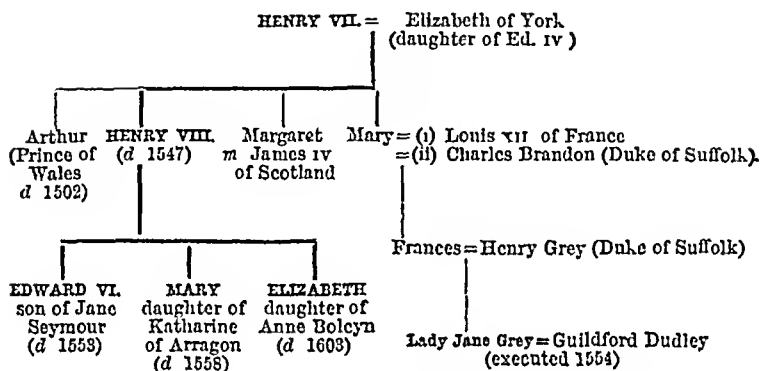 HENRY VII. = Elizabeth of York
(daughter of Ed. IV)
Arthur HENRY VIII. Margaret Mary = (i) Louis XII of France
(Prince of (d 1547) m James IV = (ii) Charles Brandon (Duke of Suffolk).
Wales of Scotland
d 1502)
Frances = Henry Grey (Duke of Suffolk)
EDWARD VI. MARY ELIZABETH
son of Jane daughter of daughter of
Seymour Katharine Anne Boleyn
(d 1553) of Arragon (d 1603)
(d 1558)
Lady Jane Grey = Guildford Dudley
(executed 1554)